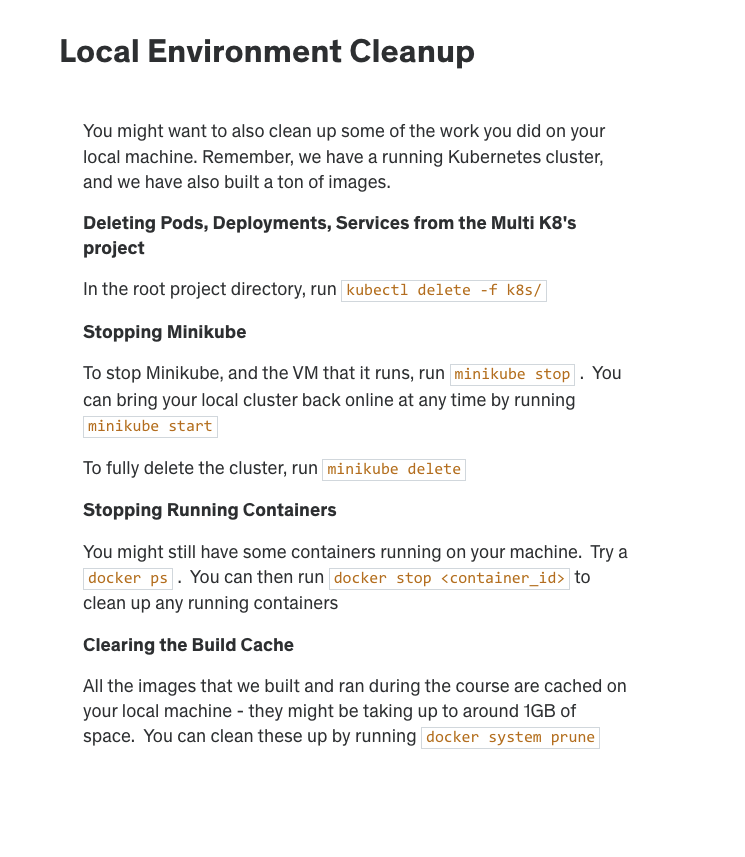 Local Environment Cleanup
You might want to also clean up some of the work you did on your
local machine. Remember, we have a running Kubernetes cluster,
and we have also built a ton of images.
Deleting Pods, Deployments, Services from the Multi K8's
project
In the root project directory, run kubectl delete -f k8s/
Stopping Minikube
To stop Minikube, and the VM that it runs, run minikube stop .  You
can bring your local cluster back online at any time by running
minikube start
To fully delete the cluster, run minikube delete
Stopping Running Containers
You might still have some containers running on your machine.  Try a
docker ps .  You can then run docker stop <container_id> to
clean up any running containers
Clearing the Build Cache
All the images that we built and ran during the course are cached on
your local machine - they might be taking up to around 1GB of
space.  You can clean these up by running docker system prune